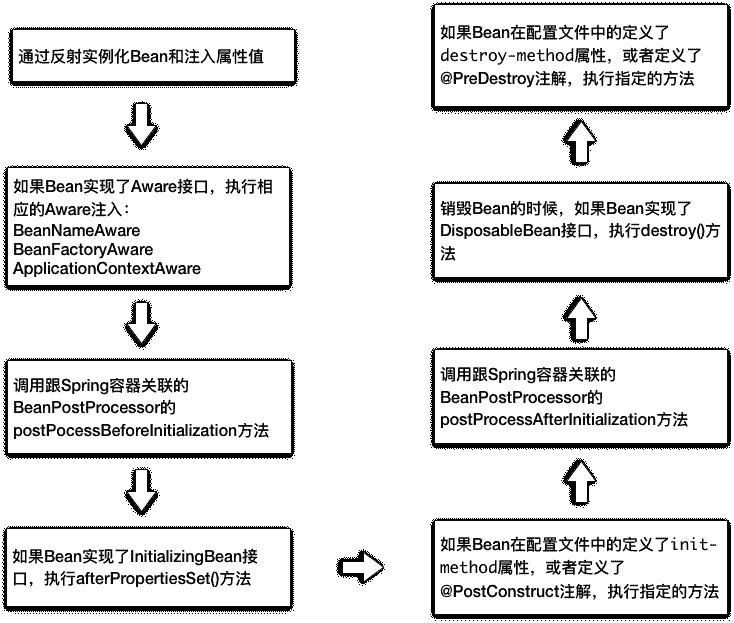 通过反射实例化Bean和注入属性值
如果Bean实现了Aware接口，执行相
应的Aware注入：
BeanNameAware
BeanFactoryAware
ApplicationContextAware
调用跟Spring容器关联的
BeanPostProcessor的
postPocessBeforeInitialization方法
如果Bean实现了InitializingBean接
口，执行afterPropertiesSet()方法
如果Bean在配置文件中的定义了init-
method属性，或者定义了
@PostConstruct注解，执行指定的方法
调用跟Spring容器关联的
BeanPostProcessor的
postProcessAfterInitialization方法
销毁Bean的时候，如果Bean实现了
DisposableBean接口，执行destroy()方
法
如果Bean在配置文件中的定义了
destroy-method属性，或者定义了
@PreDestroy注解，执行指定的方法